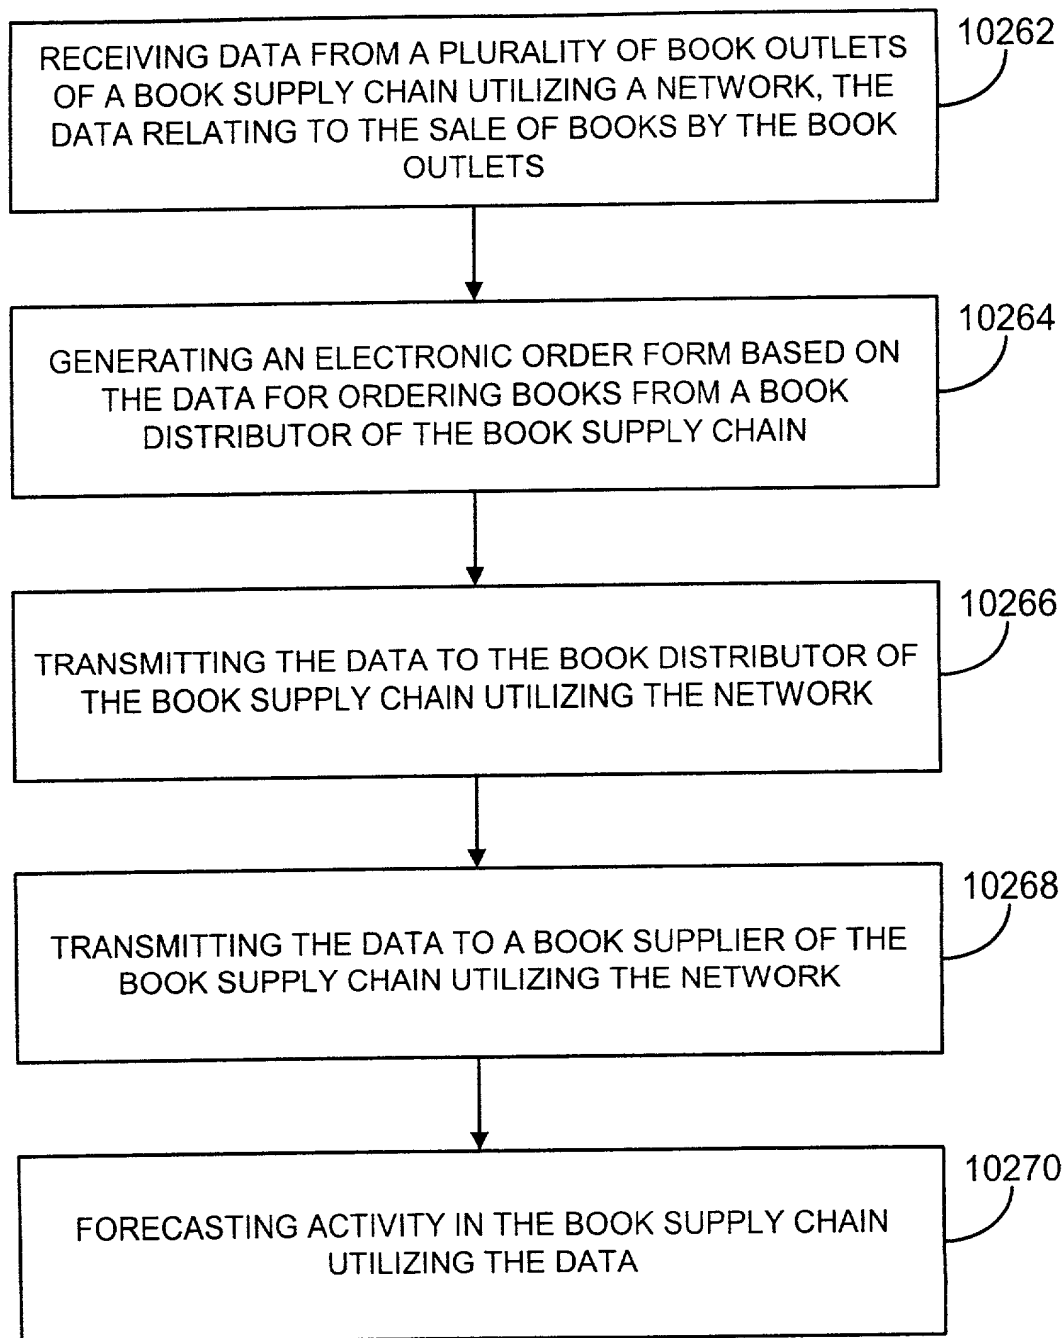 10262
RECEIVING DATA FROM A PLURALITY OF BOOK OUTLETS
OF A BOOK SUPPLY CHAIN UTILIZING A NETWORK, THE
DATA RELATING TO THE SALE OF BOOKS BY THE BOOK
OUTLETS
10264
GENERATING AN ELECTRONIC ORDER FORM BASED ON
THE DATA FOR ORDERING BOOKS FROM A BOOK
DISTRIBUTOR OF THE BOOK SUPPLY CHAIN
10266
TRANSMITTING THE DATA TO THE BOOK DISTRIBUTOR OF
THE BOOK SUPPLY CHAIN UTILIZING THE NETWORK
10268
TRANSMITTING THE DATA TO A BOOK SUPPLIER OF THE
BOOK SUPPLY CHAIN UTILIZING THE NETWORK
10270
FORECASTING ACTIVITY IN THE BOOK SUPPLY CHAIN
UTILIZING THE DATA